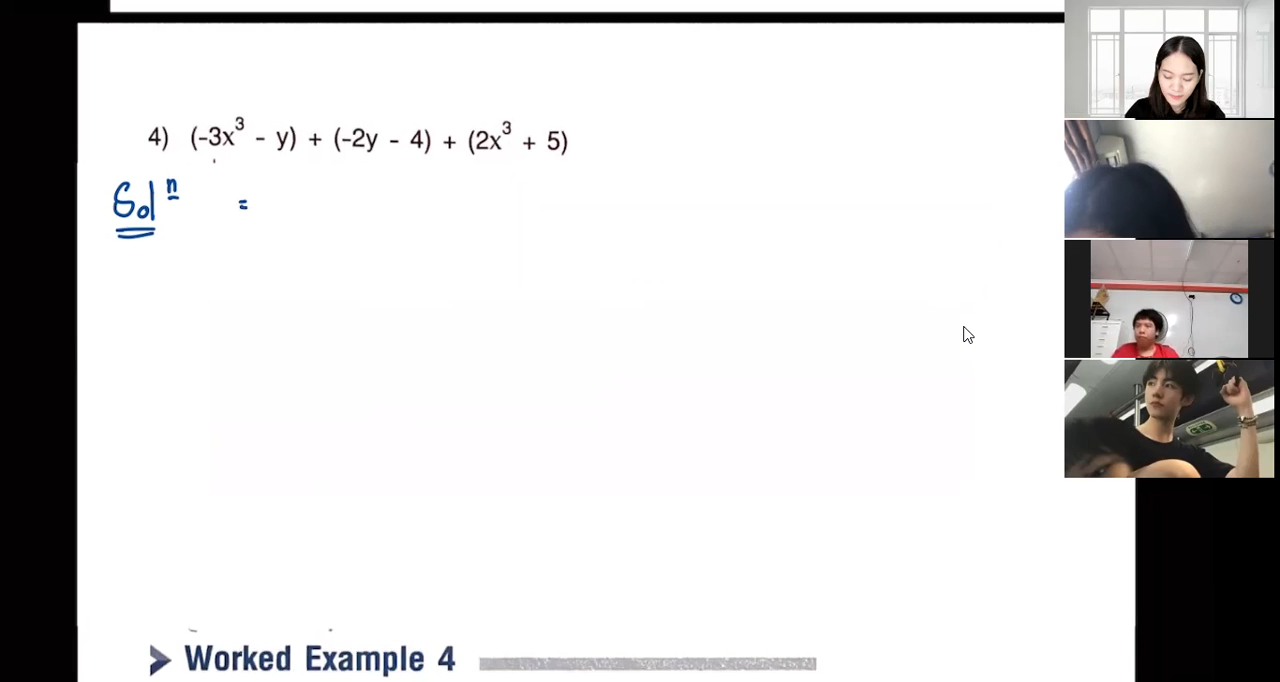 4) (-3x³ - y) + (-2y - 4) + (2x³ + 5)
Solⁿ =
Worked Example 4